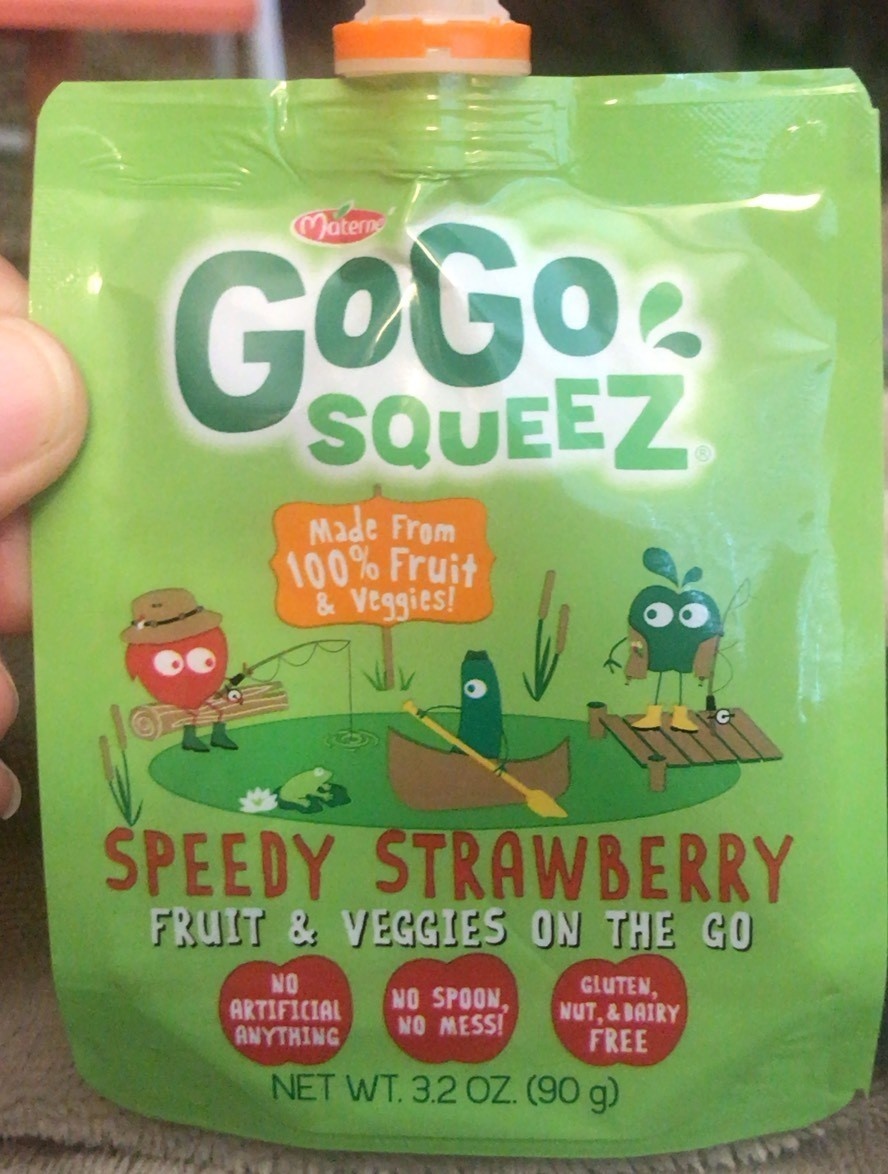 Materne
GOGO
SQUEEZ®
Made From
100% Fruit
& Veggies!
SPEEDY STRAWBERRY
FRUIT & VEGGIES ON THE GO
NO
ARTIFICIAL
ANYTHING
NO SPOON,
NO MESS!
GLUTEN,
NUT, & DAIRY
FREE
NET WT. 3.2 OZ. (90 g)